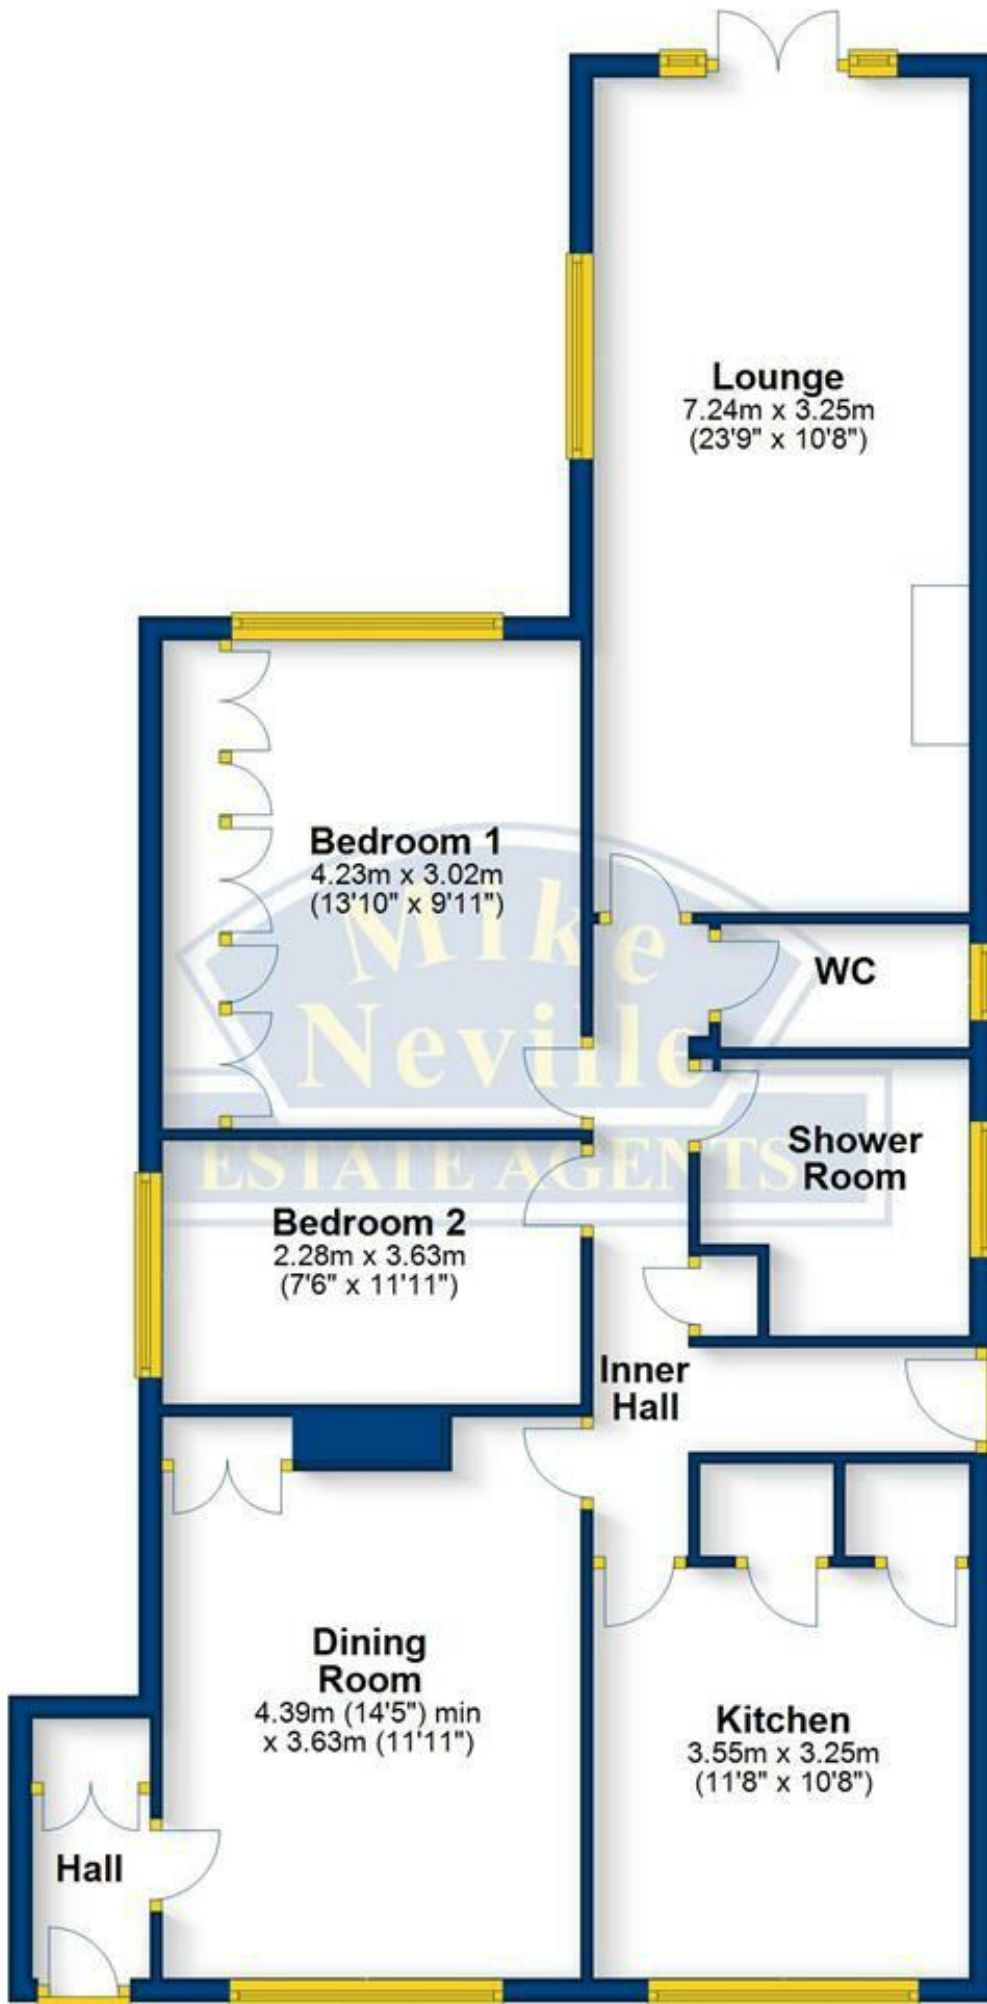 Lounge
7.24m x 3.25m
(23'9" x 10'8")
Bedroom 1
4.23m x 3.02m
(13'10" x 9'11")
Mike
Neville
ESTATE AGENTS
WC
Shower
Room
Bedroom 2
2.28m x 3.63m
(7'6" x 11'11")
Inner
Hall
Dining
Room
4.39m (14'5") min
x 3.63m (11'11")
Kitchen
3.55m x 3.25m
(11'8" x 10'8")
Hall